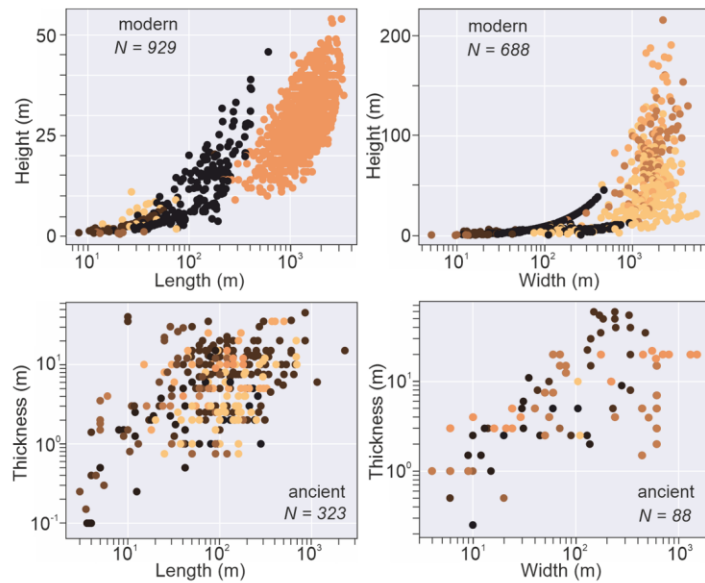 modern
N = 929
Height (m)
50
25
0
10¹
10²
10³
Length (m)
modern
N = 688
Height (m)
200
100
0
10¹
10²
10³
Width (m)
ancient
N = 323
Thickness (m)
10¹
10⁰
10⁻¹
10¹
10²
10³
Length (m)
ancient
N = 88
Thickness (m)
10¹
10⁰
10¹
10²
10³
Width (m)